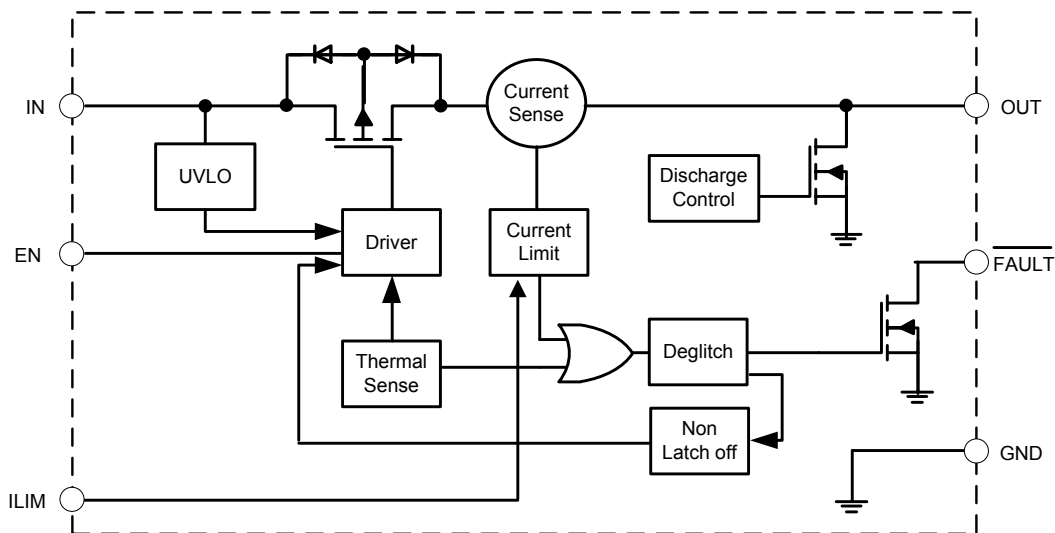 IN
Current
Sense
OUT
UVLO
Discharge
Control
Driver
Current
Limit
EN
FAULT
Thermal
Sense
Deglitch
Non
Latch off
GND
ILIM